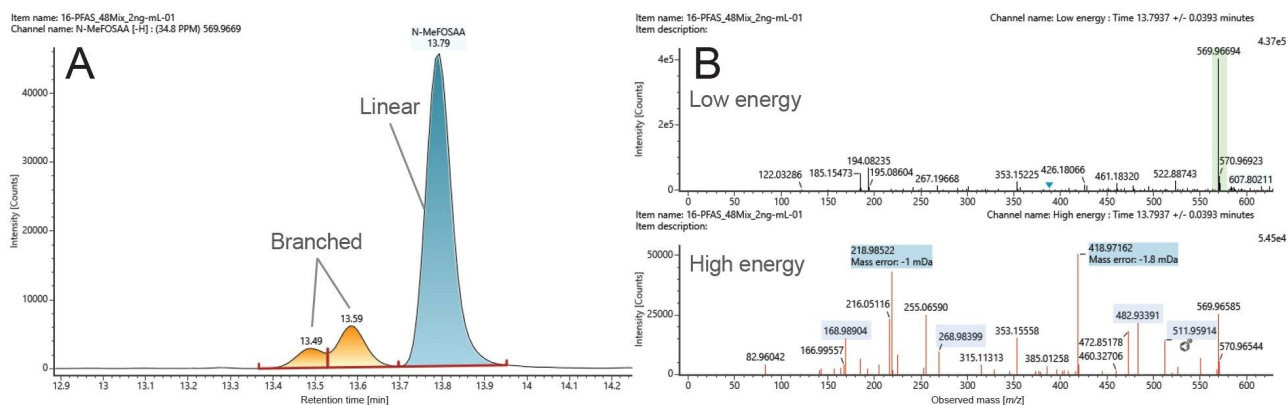 Item name: 16-PFAS_48Mix_2ng-mL-01
Channel name: N-MeFOSAA [-H] : (34.8 PPM) 569.9669
A
N-MeFOSAA
13.79
Linear
Branched
13.49
13.59
Intensity [Counts]
40000
30000
20000
10000
0
12.9 13 13.1 13.2 13.3 13.4 13.5 13.6 13.7 13.8 13.9 14 14.1 14.2
Retention time [min]
Item name: 16-PFAS_48Mix_2ng-mL-01 Channel name: Low energy : Time 13.7937 +/- 0.0393 minutes
Item description:
B
Low energy
4.37e5
569.96694
Intensity [Counts]
4e5
2e5
0
122.03286
185.15473
194.08235
195.08604
267.19668
353.15225
426.18066
461.18320
522.88743
570.96923
607.80211
50 100 150 200 250 300 350 400 450 500 550 600
Item name: 16-PFAS_48Mix_2ng-mL-01 Channel name: High energy : Time 13.7937 +/- 0.0393 minutes
Item description:
High energy
5.45e4
218.98522
Mass error: -1 mDa
418.97162
Mass error: -1.8 mDa
Intensity [Counts]
50000
25000
0
82.96042
166.99557
168.98904
216.05116
255.06590
268.98399
315.11313
353.15558
385.01258
460.32706
472.85178
482.93391
511.95914
569.96585
570.96544
50 100 150 200 250 300 350 400 450 500 550 600
Observed mass [m/z]